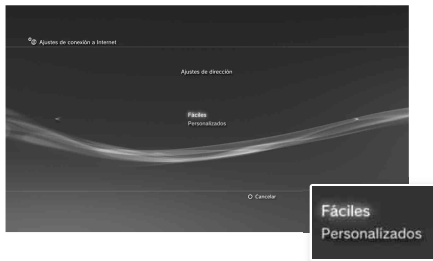 Ajustes de conexión a Internet
Ajustes de dirección
Fáciles
Personalizados
Cancelar
Fáciles
Personalizados